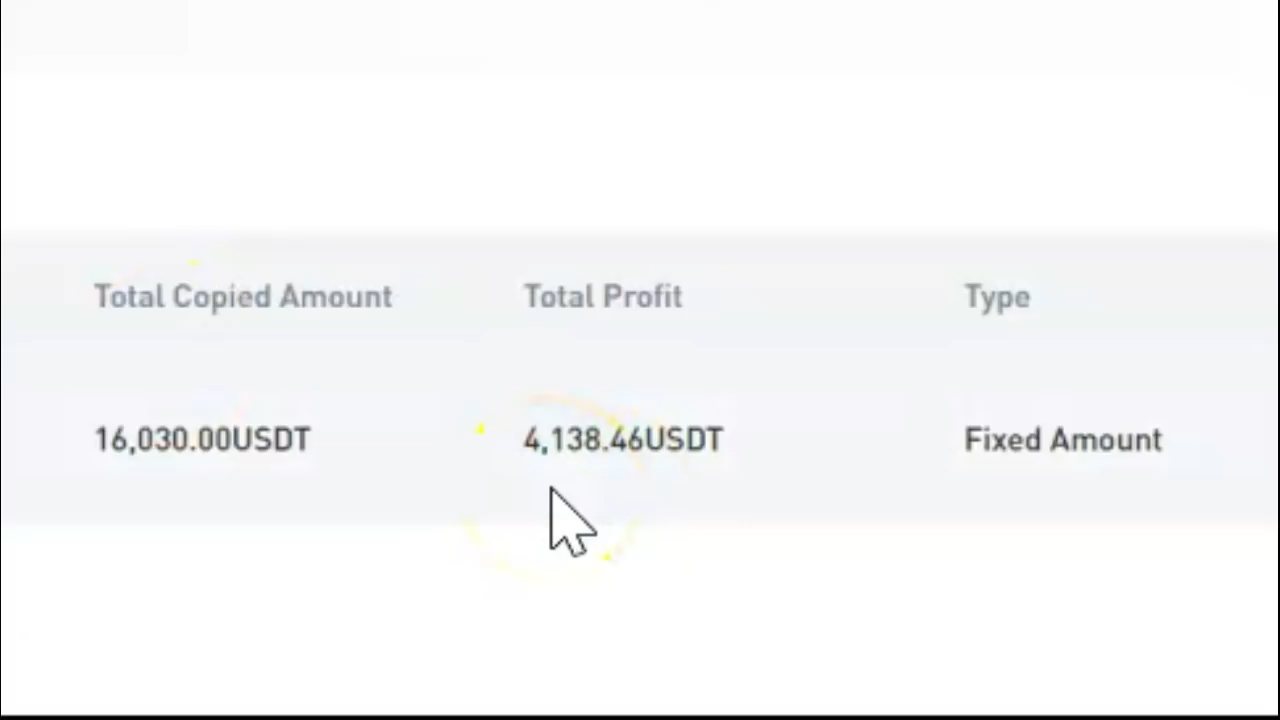 Total Copied Amount Total Profit Type
16,030.00USDT 4,138.46USDT Fixed Amount